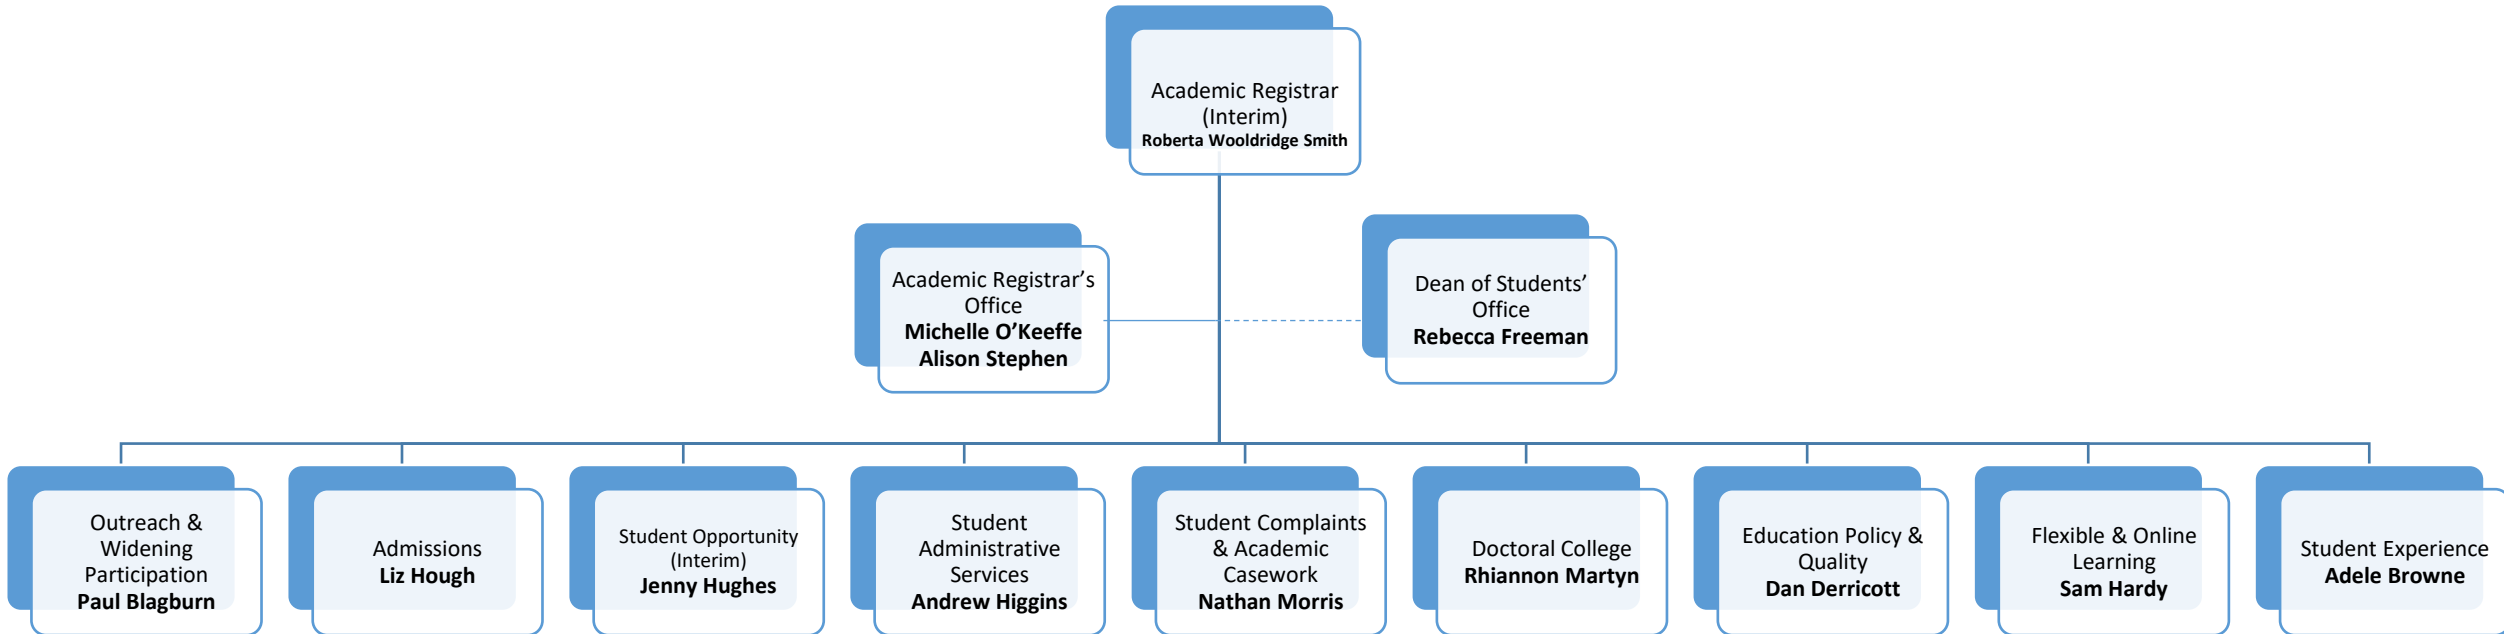 Academic Registrar
(Interim)
Roberta Wooldridge Smith
Academic Registrar’s
Office
Michelle O’Keeffe
Alison Stephen
Dean of Students’
Office
Rebecca Freeman
Outreach &
Widening
Participation
Paul Blagburn
Admissions
Liz Hough
Student Opportunity
(Interim)
Jenny Hughes
Student
Administrative
Services
Andrew Higgins
Student Complaints
& Academic
Casework
Nathan Morris
Doctoral College
Rhiannon Martyn
Education Policy &
Quality
Dan Derricott
Flexible & Online
Learning
Sam Hardy
Student Experience
Adele Browne